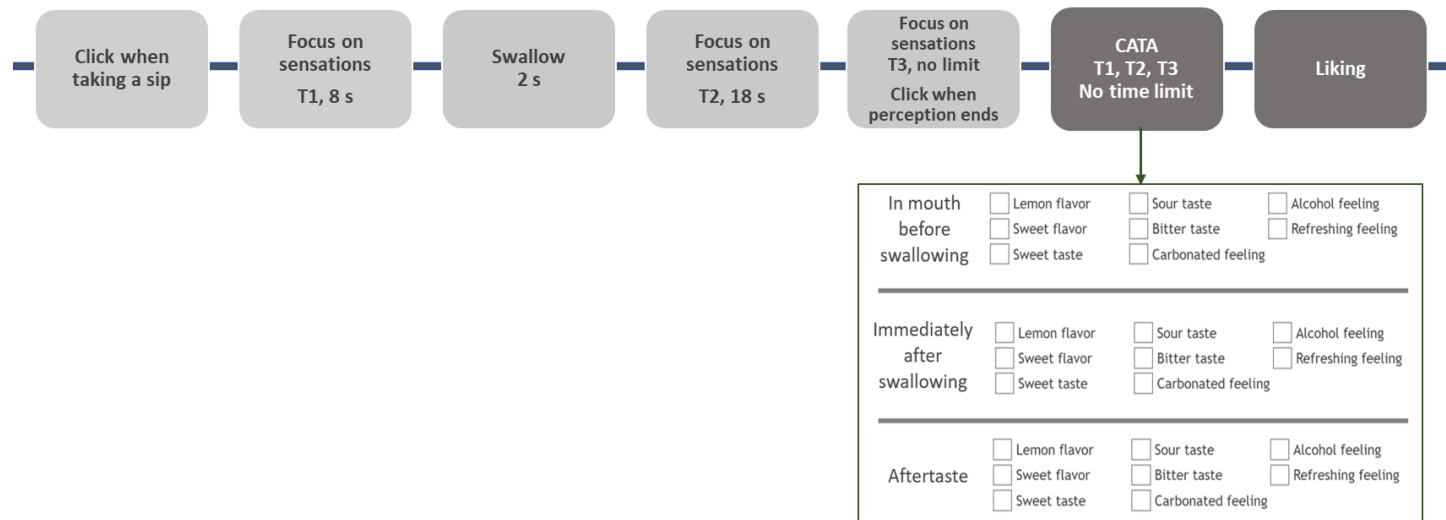 Click when
taking a sip
Focus on
sensations
T1, 8 s
Swallow
2 s
Focus on
sensations
T2, 18 s
Focus on
sensations
T3, no limit
Click when
perception ends
CATA
T1, T2, T3
No time limit
Liking
In mouth
before
swallowing
Lemon flavor
Sour taste
Alcohol feeling
Sweet flavor
Bitter taste
Refreshing feeling
Sweet taste
Carbonated feeling
Immediately
after
swallowing
Lemon flavor
Sour taste
Alcohol feeling
Sweet flavor
Bitter taste
Refreshing feeling
Sweet taste
Carbonated feeling
Aftertaste
Lemon flavor
Sour taste
Alcohol feeling
Sweet flavor
Bitter taste
Refreshing feeling
Sweet taste
Carbonated feeling